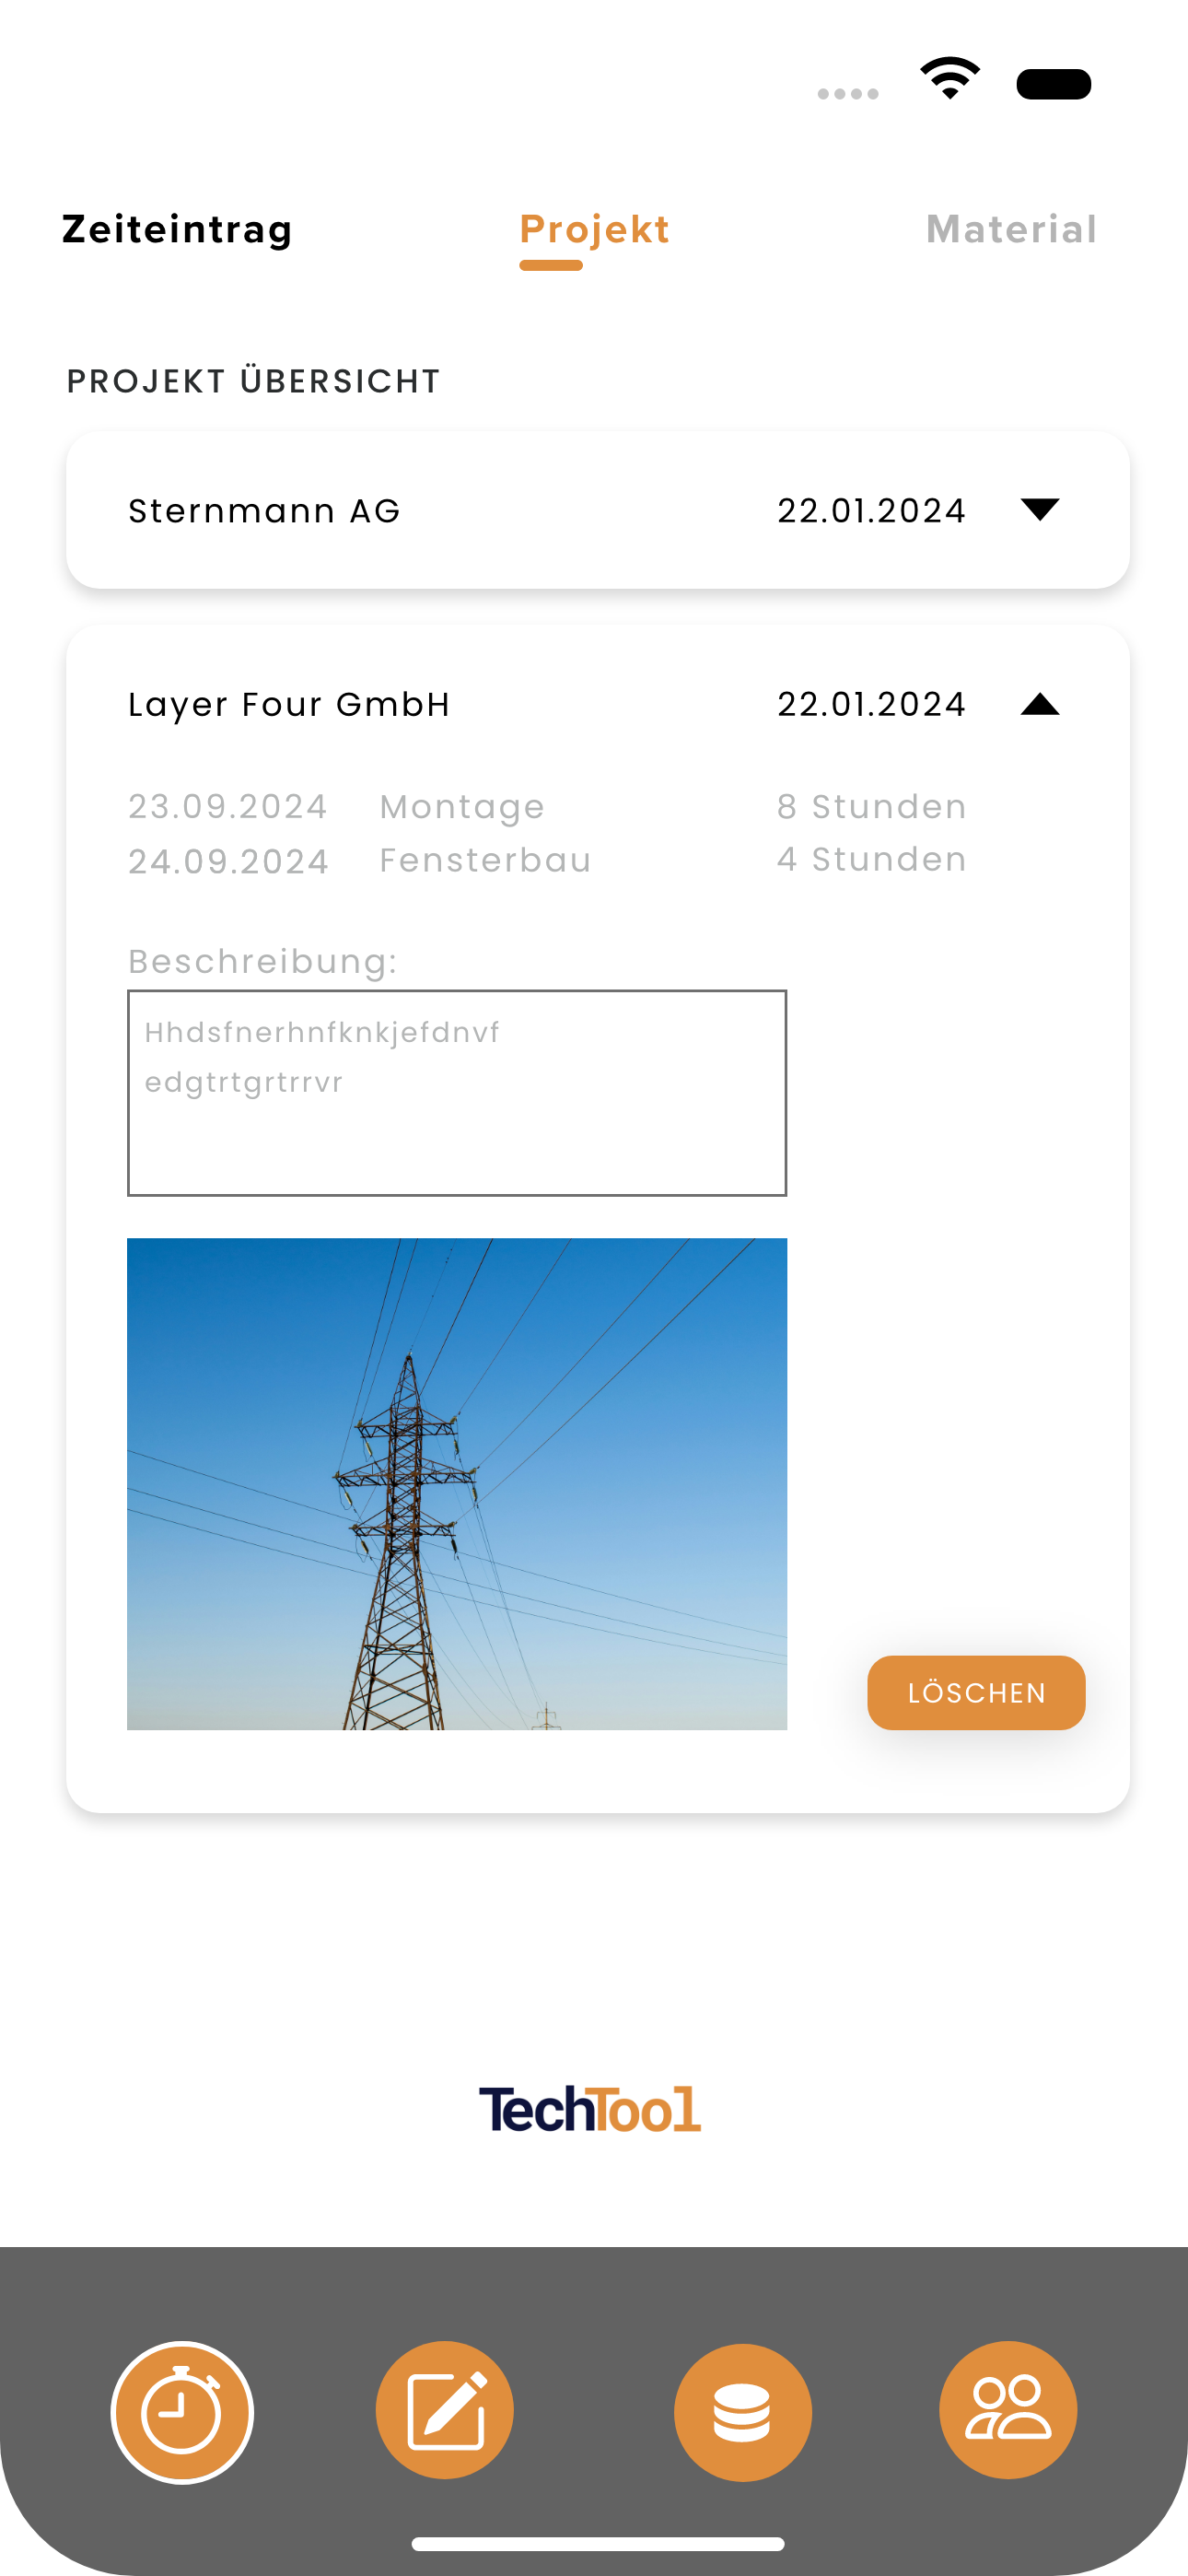 Zeiteintrag Projekt Material
PROJEKT ÜBERSICHT
Sternmann AG 22.01.2024
Layer Four GmbH 22.01.2024
23.09.2024 Montage 8 Stunden
24.09.2024 Fensterbau 4 Stunden
Beschreibung:
Hhdsfnerhnfknkjefdnvf
edgtrtgrtrrvr
LÖSCHEN
TechTool